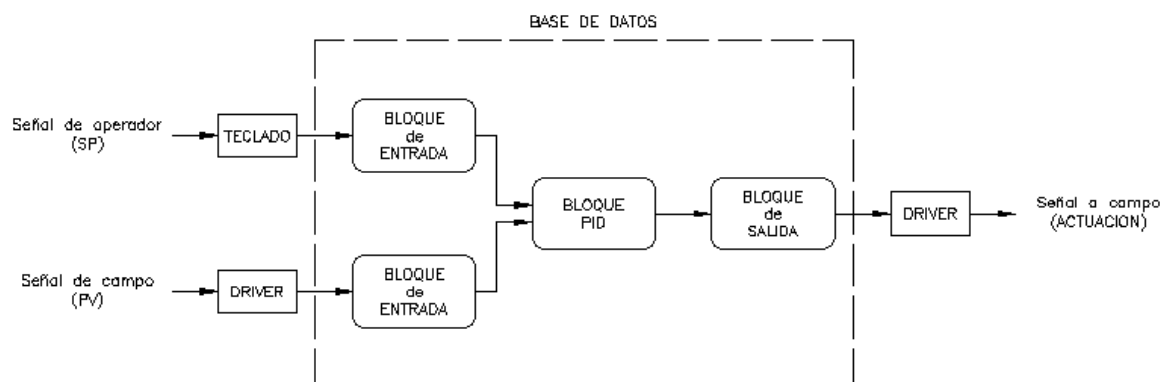 BASE DE DATOS
Señal de operador
(SP)
TECLADO
BLOQUE
de
ENTRADA
BLOQUE
PID
BLOQUE
de
SALIDA
DRIVER
Señal a campo
(ACTUACION)
Señal de campo
(PV)
DRIVER
BLOQUE
de
ENTRADA